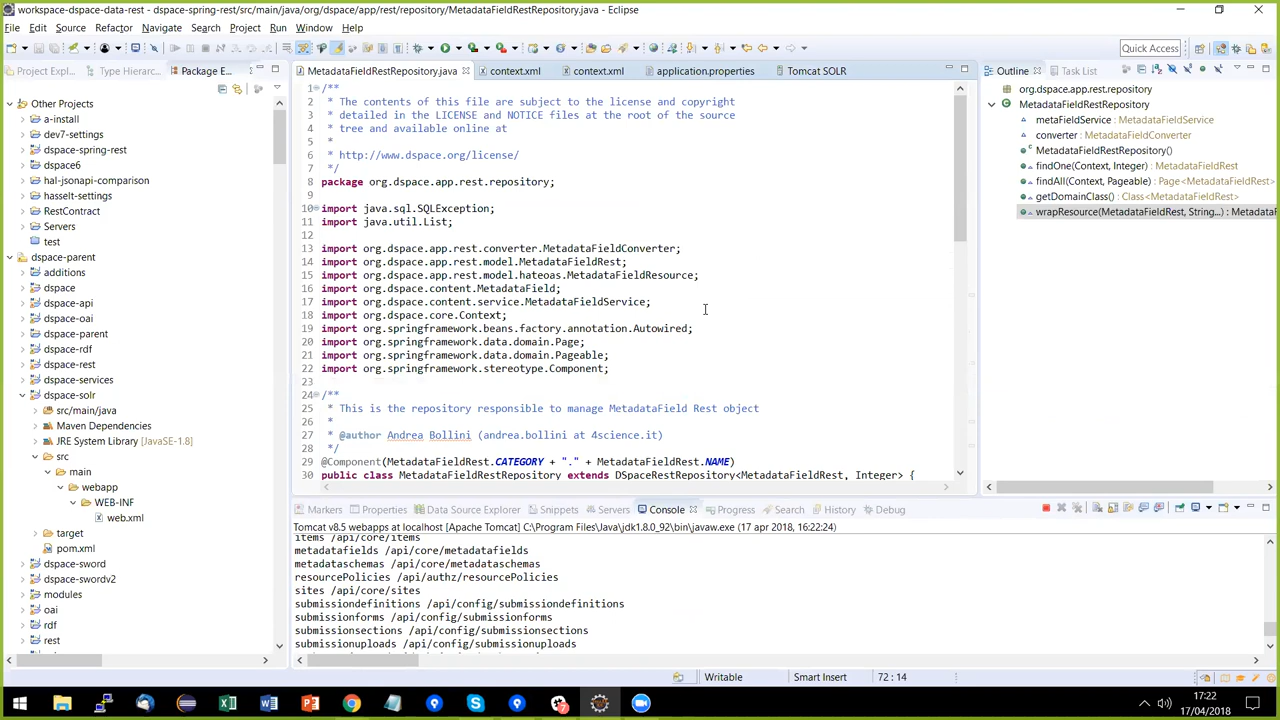 workspace-dspace-data-rest - dspace-spring-rest/src/main/java/org/dspace/app/rest/repository/MetadataFieldRestRepository.java - Eclipse
File Edit Source Refactor Navigate Search Project Run Window Help
Quick Access
Project Expl... Type Hierarc... Package E...
Other Projects
a-install
dev7-settings
dspace-spring-rest
dspace6
hal-jsonapi-comparison
hasselt-settings
RestContract
Servers
test
dspace-parent
additions
dspace
dspace-api
dspace-oai
dspace-parent
dspace-rdf
dspace-rest
dspace-services
dspace-solr
src/main/java
Maven Dependencies
JRE System Library [JavaSE-1.8]
src
main
webapp
WEB-INF
web.xml
target
pom.xml
dspace-sword
dspace-swordv2
modules
oai
rdf
rest
MetadataFieldRestRepository.java context.xml context.xml application.properties Tomcat SOLR
1 /**
2 * The contents of this file are subject to the license and copyright
3 * detailed in the LICENSE and NOTICE files at the root of the source
4 * tree and available online at
5 *
6 * http://www.dspace.org/license/
7 */
8 package org.dspace.app.rest.repository;
9
10 import java.sql.SQLException;
11 import java.util.List;
12
13 import org.dspace.app.rest.converter.MetadataFieldConverter;
14 import org.dspace.app.rest.model.MetadataFieldRest;
15 import org.dspace.app.rest.model.hateoas.MetadataFieldResource;
16 import org.dspace.content.MetadataField;
17 import org.dspace.content.service.MetadataFieldService;
18 import org.dspace.core.Context;
19 import org.springframework.beans.factory.annotation.Autowired;
20 import org.springframework.data.domain.Page;
21 import org.springframework.data.domain.Pageable;
22 import org.springframework.stereotype.Component;
23
24 /**
25 * This is the repository responsible to manage MetadataField Rest object
26 *
27 * @author Andrea Bollini (andrea.bollini at 4science.it)
28 */
29 @Component(MetadataFieldRest.CATEGORY + "." + MetadataFieldRest.NAME)
30 public class MetadataFieldRestRepository extends DSpaceRestRepository<MetadataFieldRest, Integer> {
Outline Task List
org.dspace.app.rest.repository
MetadataFieldRestRepository
metaFieldService : MetadataFieldService
converter : MetadataFieldConverter
MetadataFieldRestRepository()
findOne(Context, Integer) : MetadataFieldRest
findAll(Context, Pageable) : Page<MetadataFieldRest>
getDomainClass() : Class<MetadataFieldRest>
wrapResource(MetadataFieldRest, String...) : Metadata
Markers Properties Data Source Explorer Snippets Servers Console Progress Search History Debug
Tomcat v8.5 webapps at localhost [Apache Tomcat] C:\Program Files\Java\jdk1.8.0_92\bin\javaw.exe (17 apr 2018, 16:22:24)
items /api/core/items
metadatafields /api/core/metadatafields
metadataschemas /api/core/metadataschemas
resourcePolicies /api/authz/resourcePolicies
sites /api/core/sites
submissiondefinitions /api/config/submissiondefinitions
submissionforms /api/config/submissionforms
submissionsections /api/config/submissionsections
submissionuploads /api/config/submissionuploads
Writable Smart Insert 72 : 14
17:22
17/04/2018